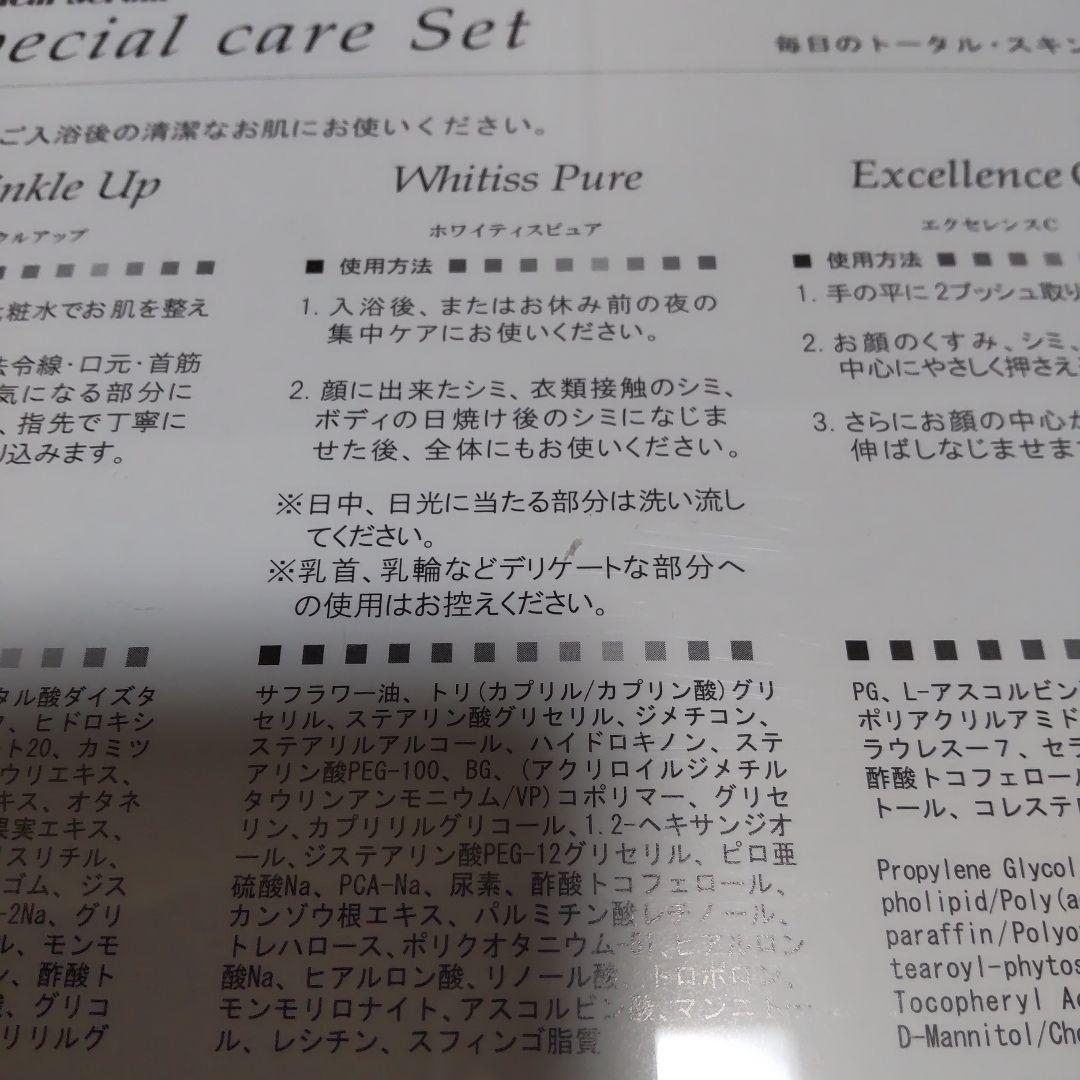 pecial care Set
毎日のトータル・スキン
ご入浴後の清潔なお肌にお使いください。
inkle Up
クルアップ
粧水でお肌を整え
法令線・口元・首筋
気になる部分に
、指先で丁寧に
り込みます。
タル酸ダイズタ
、ヒドロキシ
ト20、カミツ
ウリエキス、
キス、オタネ
果実エキス、
リスリチル、
ゴム、ジス
-2Na、グリ
ル、モンモ
ン、酢酸ト
、グリコ
リリルグ
Whitiss Pure
ホワイティスピュア
■ 使用方法
1. 入浴後、またはお休み前の夜の
集中ケアにお使いください。
2. 顔に出来たシミ、衣類接触のシミ、
ボディの日焼け後のシミになじま
せた後、全体にもお使いください。
※日中、日光に当たる部分は洗い流し
てください。
※乳首、乳輪などデリケートな部分へ
の使用はお控えください。
サフラワー油、トリ(カプリル/カプリン酸)グリ
セリル、ステアリン酸グリセリル、ジメチコン、
ステアリルアルコール、ハイドロキノン、ステ
アリン酸PEG-100、BG、(アクリロイルジメチル
タウリンアンモニウム/VP)コポリマー、グリセ
リン、カプリリルグリコール、1.2-ヘキサンジオ
ール、ジステアリン酸PEG-12グリセリル、ピロ亜
硫酸Na、PCA-Na、尿素、酢酸トコフェロール、
カンゾウ根エキス、パルミチン酸レチノール、
トレハロース、ポリクオタニウム-51、ヒアルロン
酸Na、ヒアルロン酸、リノール酸、トロポロン、
モンモリロナイト、アスコルビン酸、マンニトー
ル、レシチン、スフィンゴ脂質
Excellence C
エクセレンスC
■ 使用方法
1. 手の平に2プッシュ取り
2. お顔のくすみ、シミ、
中心にやさしく押さえ
3. さらにお顔の中心か
伸ばしなじませま
PG、L-アスコルビン
ポリアクリルアミド
ラウレス-7、セラ
酢酸トコフェロール
トール、コレステロ
Propylene Glycol
pholipid/Poly(a
paraffin/Polyo
tearoyl-phytos
Tocopheryl Ac
D-Mannitol/Cho